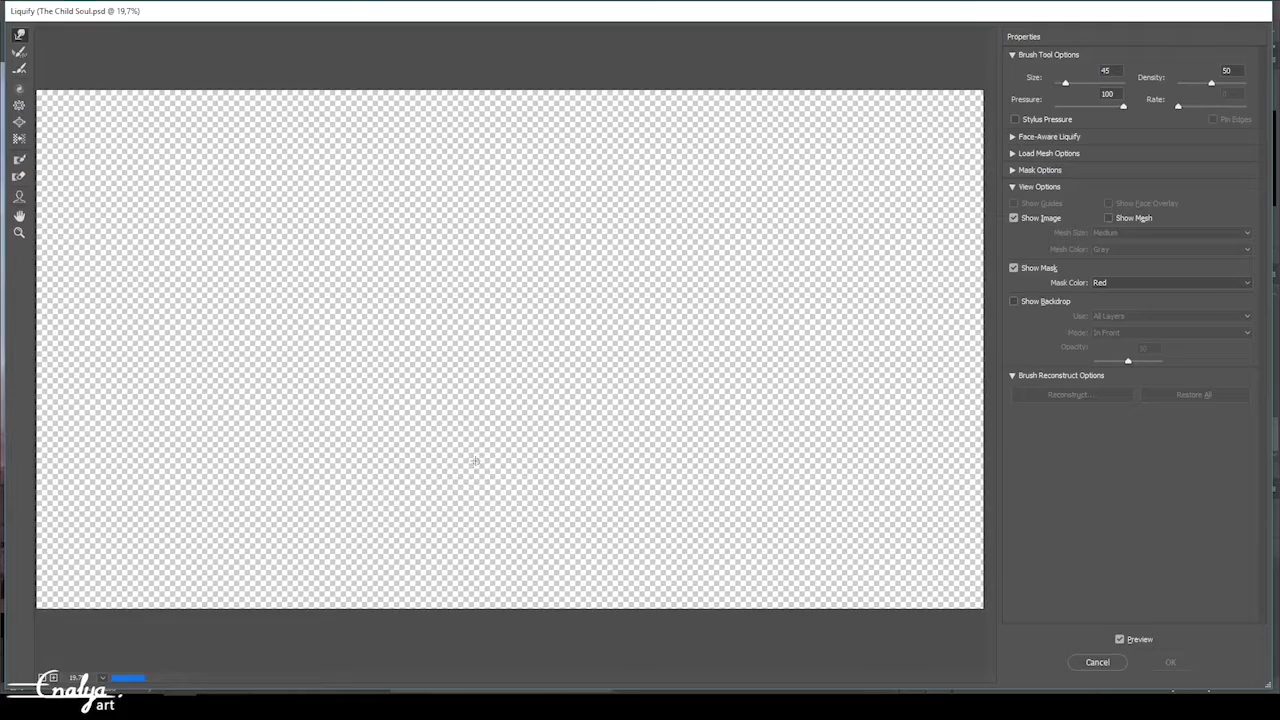 Liquify (The Child Soul.psd @ 19,7%)
Properties
Brush Tool Options
Size: 45 Density: 50
Pressure: 100 Rate: 0
Stylus Pressure Pin Edges
Face-Aware Liquify
Load Mesh Options
Mask Options
View Options
Show Guides Show Face Overlay
Show Image Show Mesh
Mesh Size: Medium
Mesh Color: Gray
Show Mask
Mask Color: Red
Show Backdrop
Use: All Layers
Mode: In Front
Opacity: 50
Brush Reconstruct Options
Reconstruct... Restore All
Preview
Cancel OK
Enalya
art